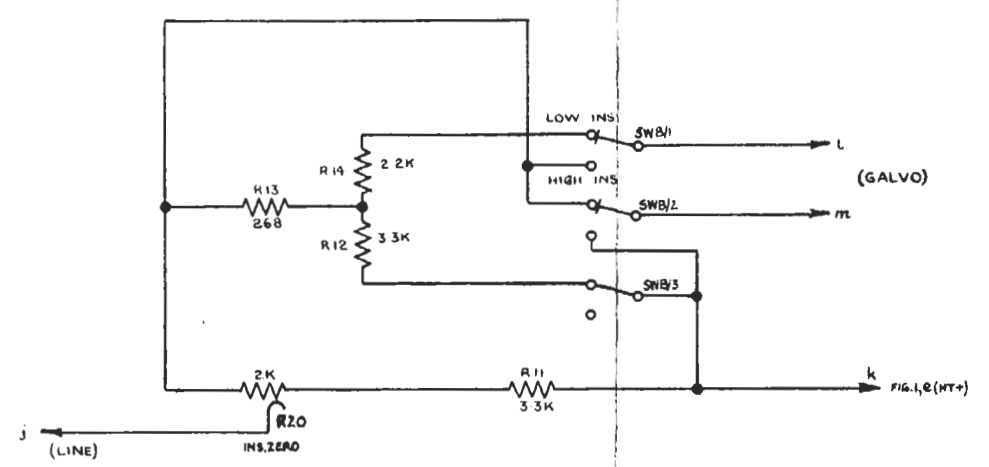 LOW INS
SWB/1
L
R14
2.2K
HIGH INS
(GALVO)
R13
268
SWB/2
m
R12
3.3K
SWB/3
2K
R11
3.3K
k
FIG.1,e(HT+)
R20
j
(LINE)
INS.ZERO